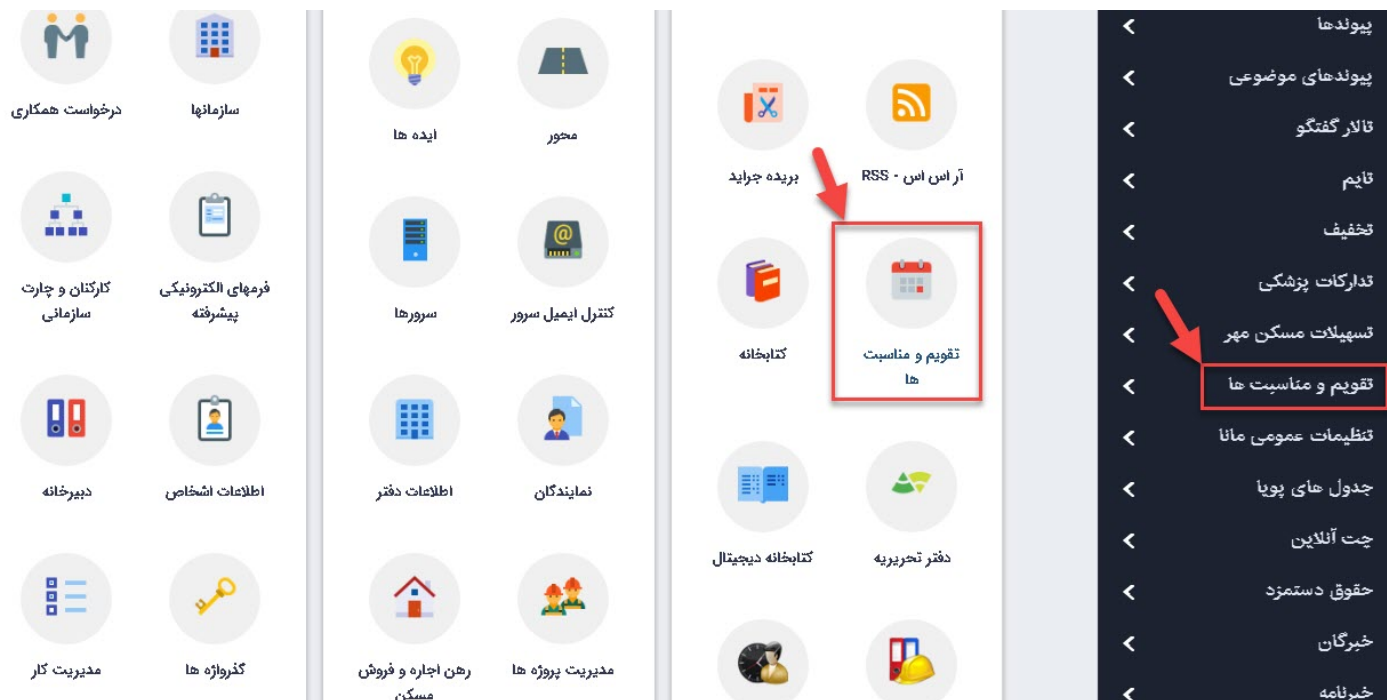 پیوندها
پیوندهای موضوعی
تالار گفتگو
تایم
تخفیف
تدارکات پزشکی
تسهیلات مسکن مهر
تقویم و مناسبت ها
تنظیمات عمومی مانا
جدول های پویا
چت آنلاین
حقوق دستمزد
خبرگان
خبرنامه
آر اس اس - RSS
بریده جراید
تقویم و مناسبت
ها
کتابخانه
دفتر تحریریه
کتابخانه دیجیتال
محور
ایده ها
کنترل ایمیل سرور
سرورها
نمایندگان
اطلاعات دفتر
مدیریت پروژه ها
رهن اجاره و فروش
مسکن
سازمانها
درخواست همکاری
فرمهای الکترونیکی
پیشرفته
کارکنان و چارت
سازمانی
اطلاعات اشخاص
دبیرخانه
گذرواژه ها
مدیریت کار